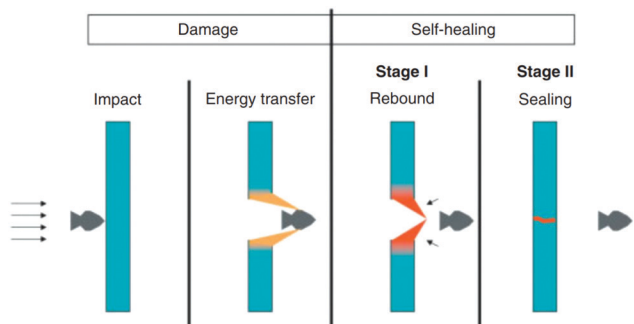 Damage
Self-healing
Impact
Energy transfer
Stage I
Rebound
Stage II
Sealing